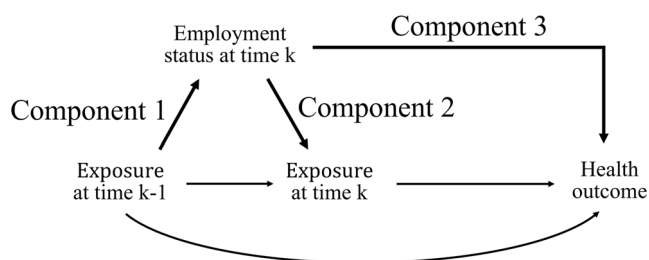 Component 3
Employment
status at time k
Component 1
Component 2
Exposure
at time k-1
Exposure
at time k
Health
outcome